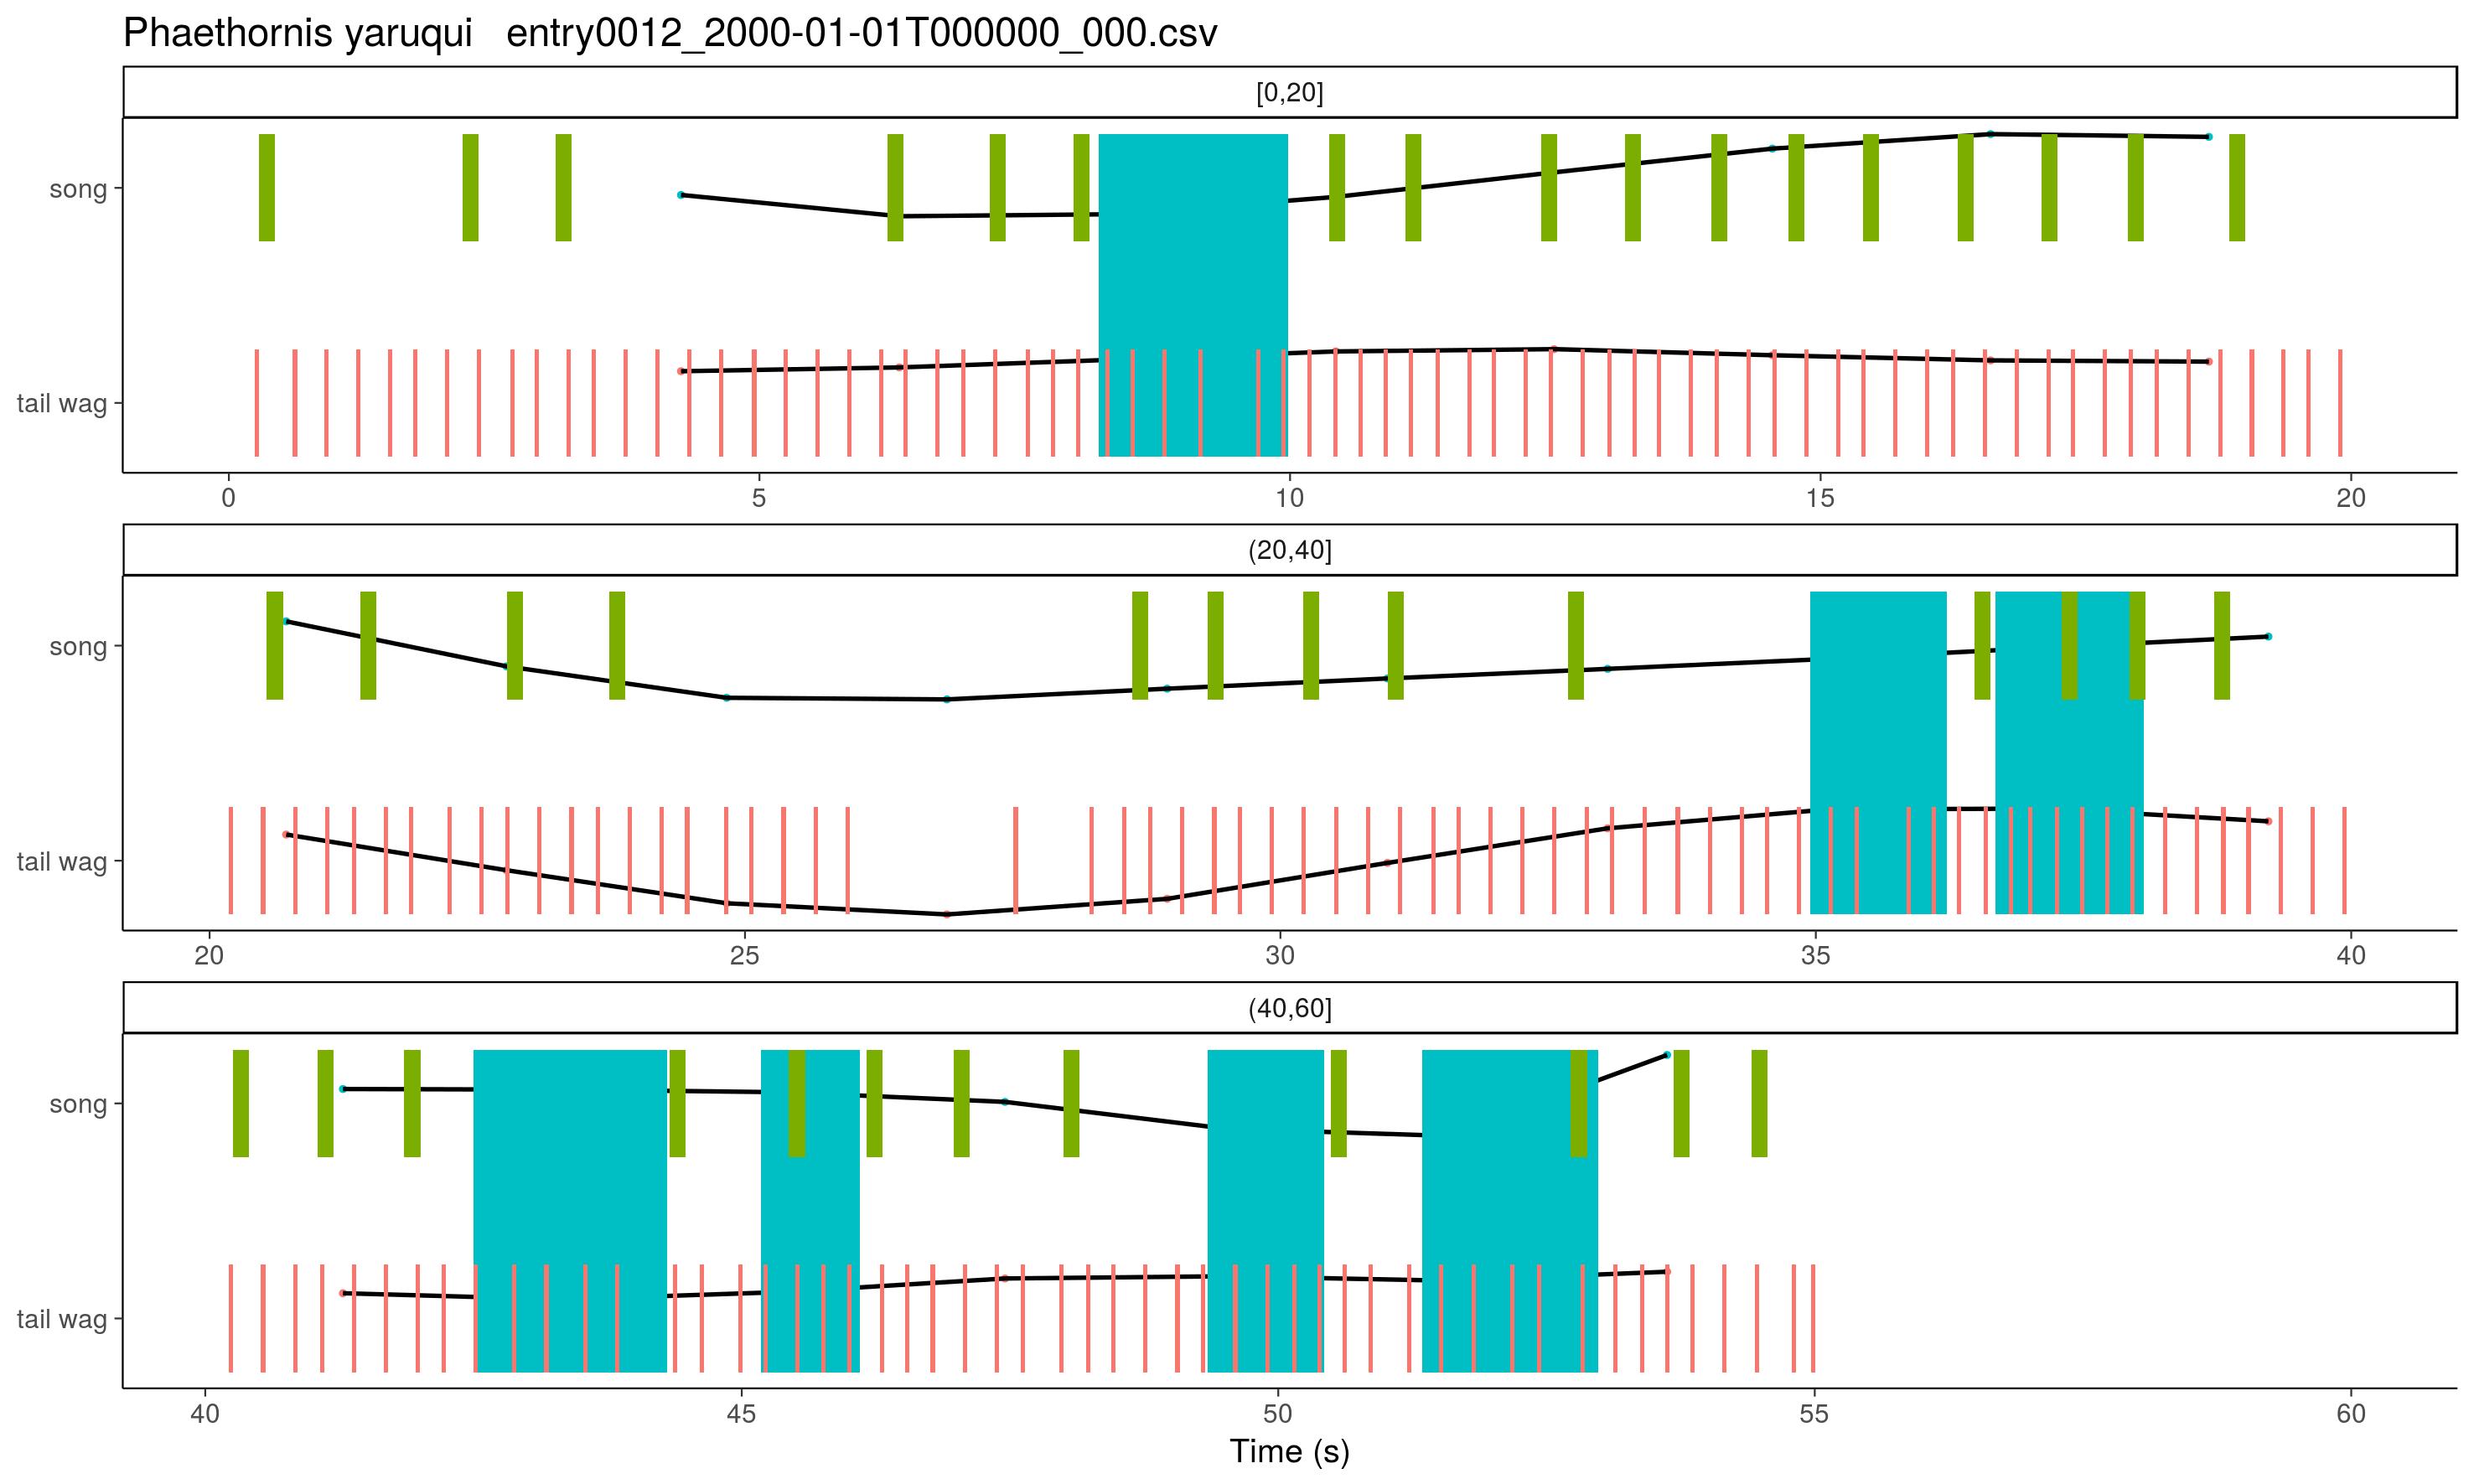 Phaethornis yaruqui   entry0012_2000-01-01T000000_000.csv
[0,20]
song
tail wag
0 5 10 15 20
(20,40]
song
tail wag
20 25 30 35 40
(40,60]
song
tail wag
40 45 50 55 60
Time (s)